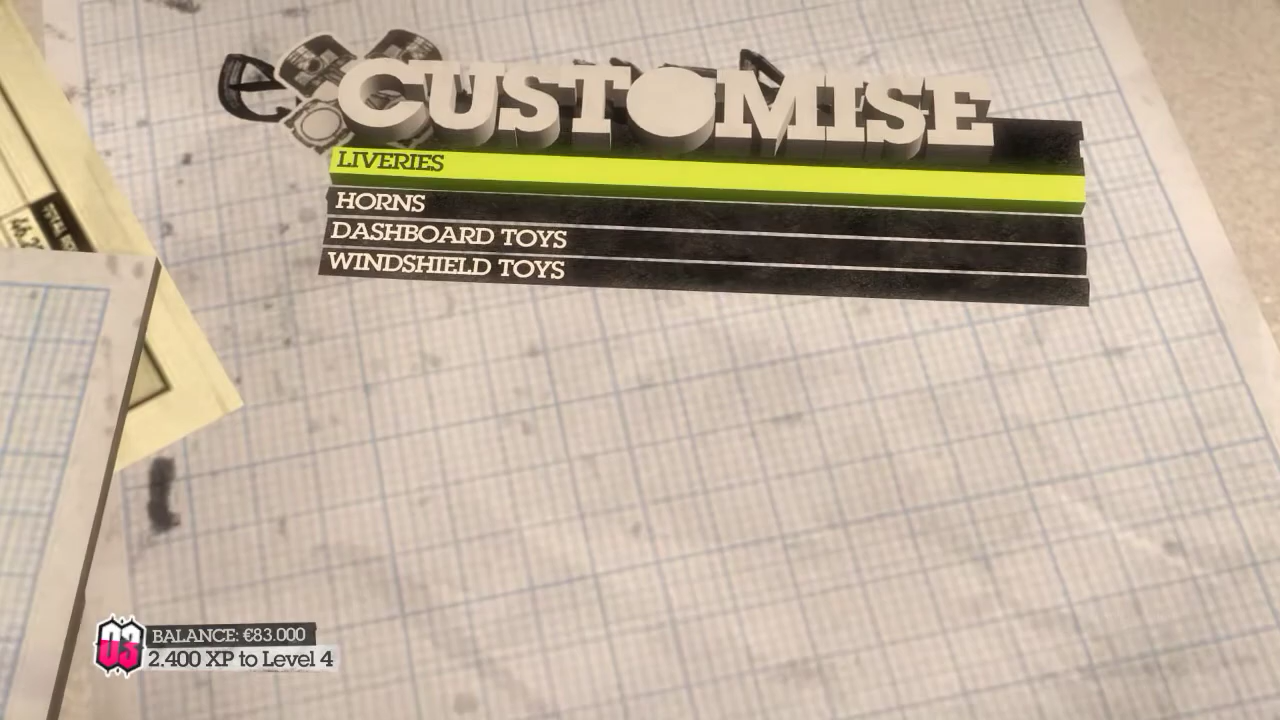 CUSTOMISE
LIVERIES
HORNS
DASHBOARD TOYS
WINDSHIELD TOYS
03
BALANCE: €83.000
2.400 XP to Level 4